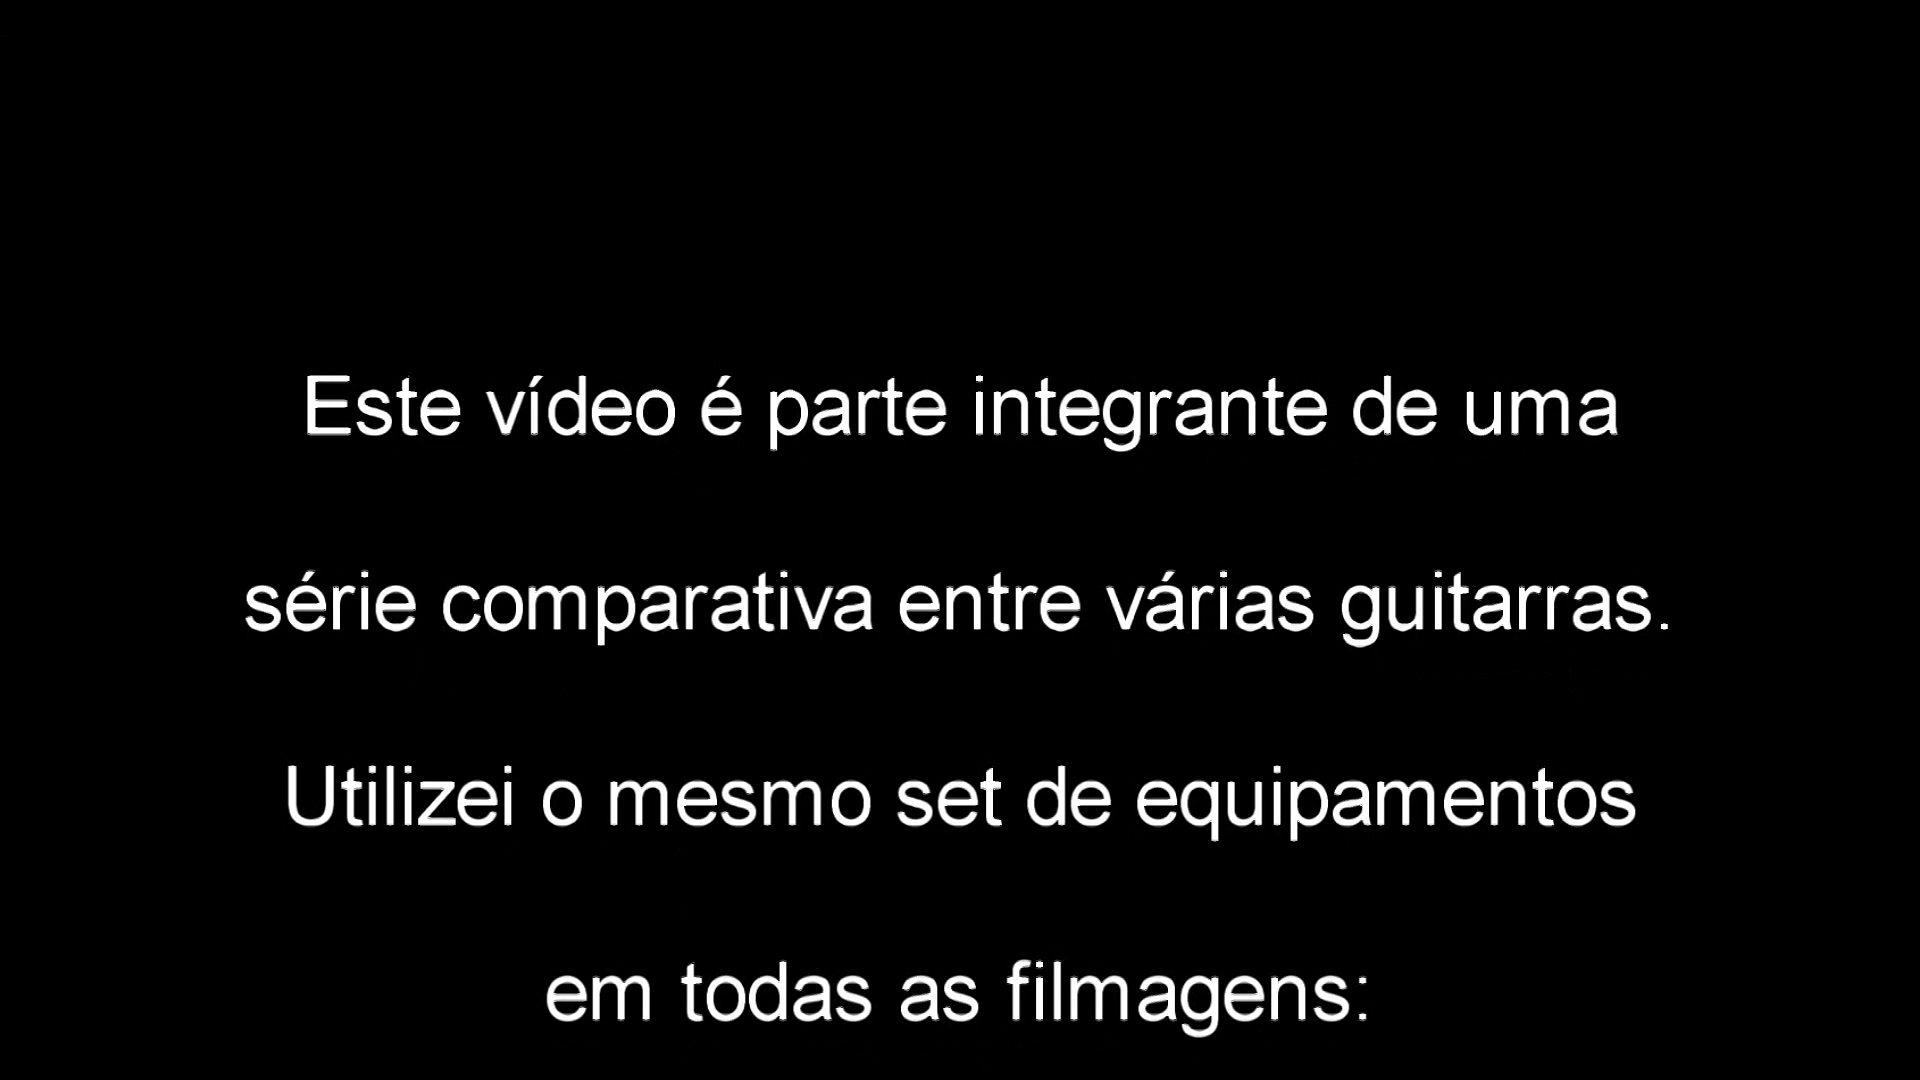 Este vídeo é parte integrante de uma
série comparativa entre várias guitarras.
Utilizei o mesmo set de equipamentos
em todas as filmagens: